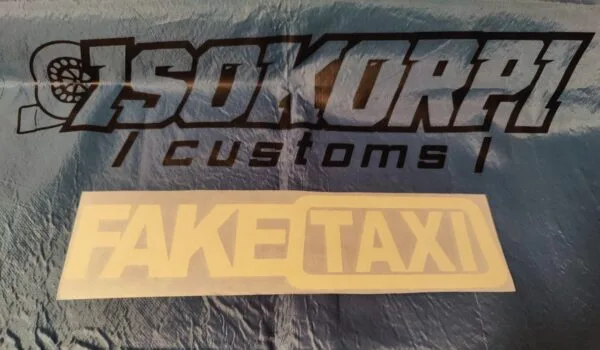 ISOKORPI
/ customs /
FAKE TAXI